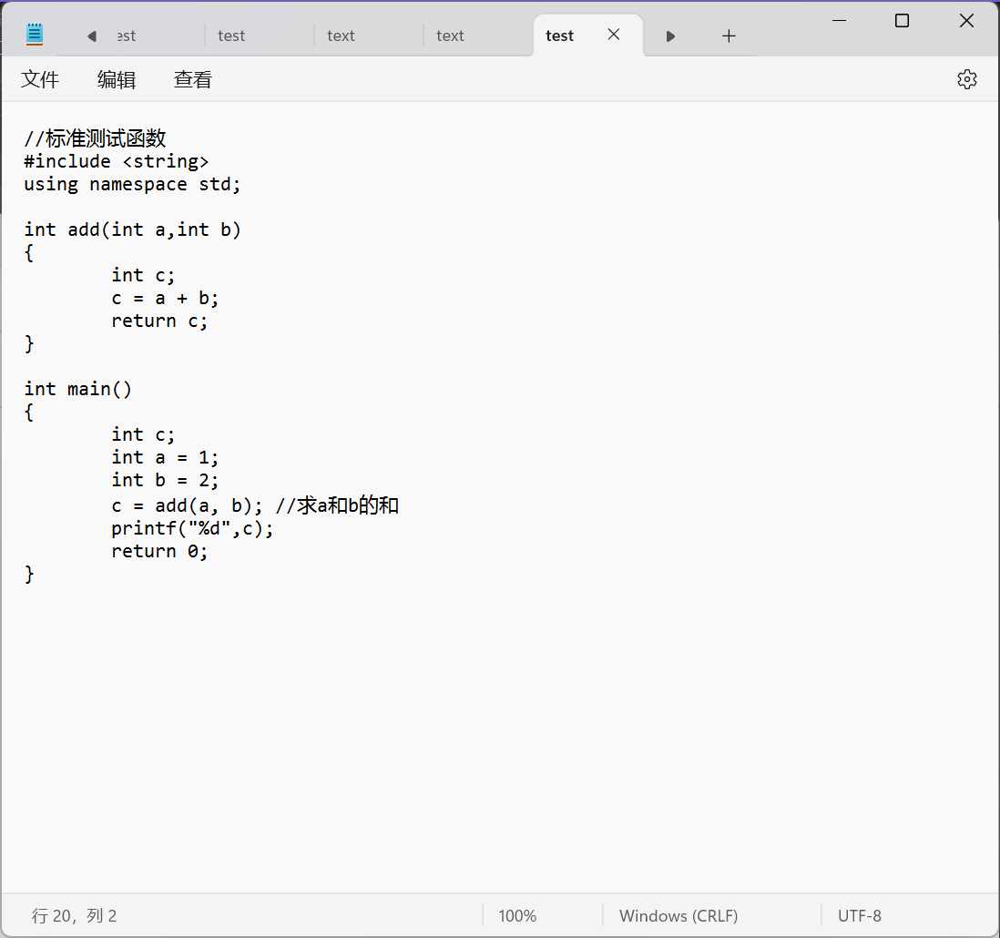 est test text text test
文件 编辑 查看
//标准测试函数
#include <string>
using namespace std;

int add(int a,int b)
{
        int c;
        c = a + b;
        return c;
}

int main()
{
        int c;
        int a = 1;
        int b = 2;
        c = add(a, b); //求a和b的和
        printf("%d",c);
        return 0;
}
行 20，列 2 100% Windows (CRLF) UTF-8